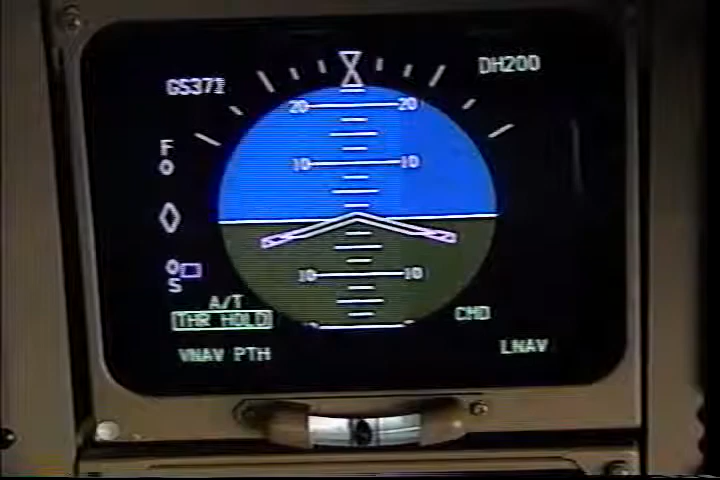 GS371
DH200
20 20
F
10 10
10 10
S
A/T
THR HOLD
CMD
VNAV PTH
LNAV